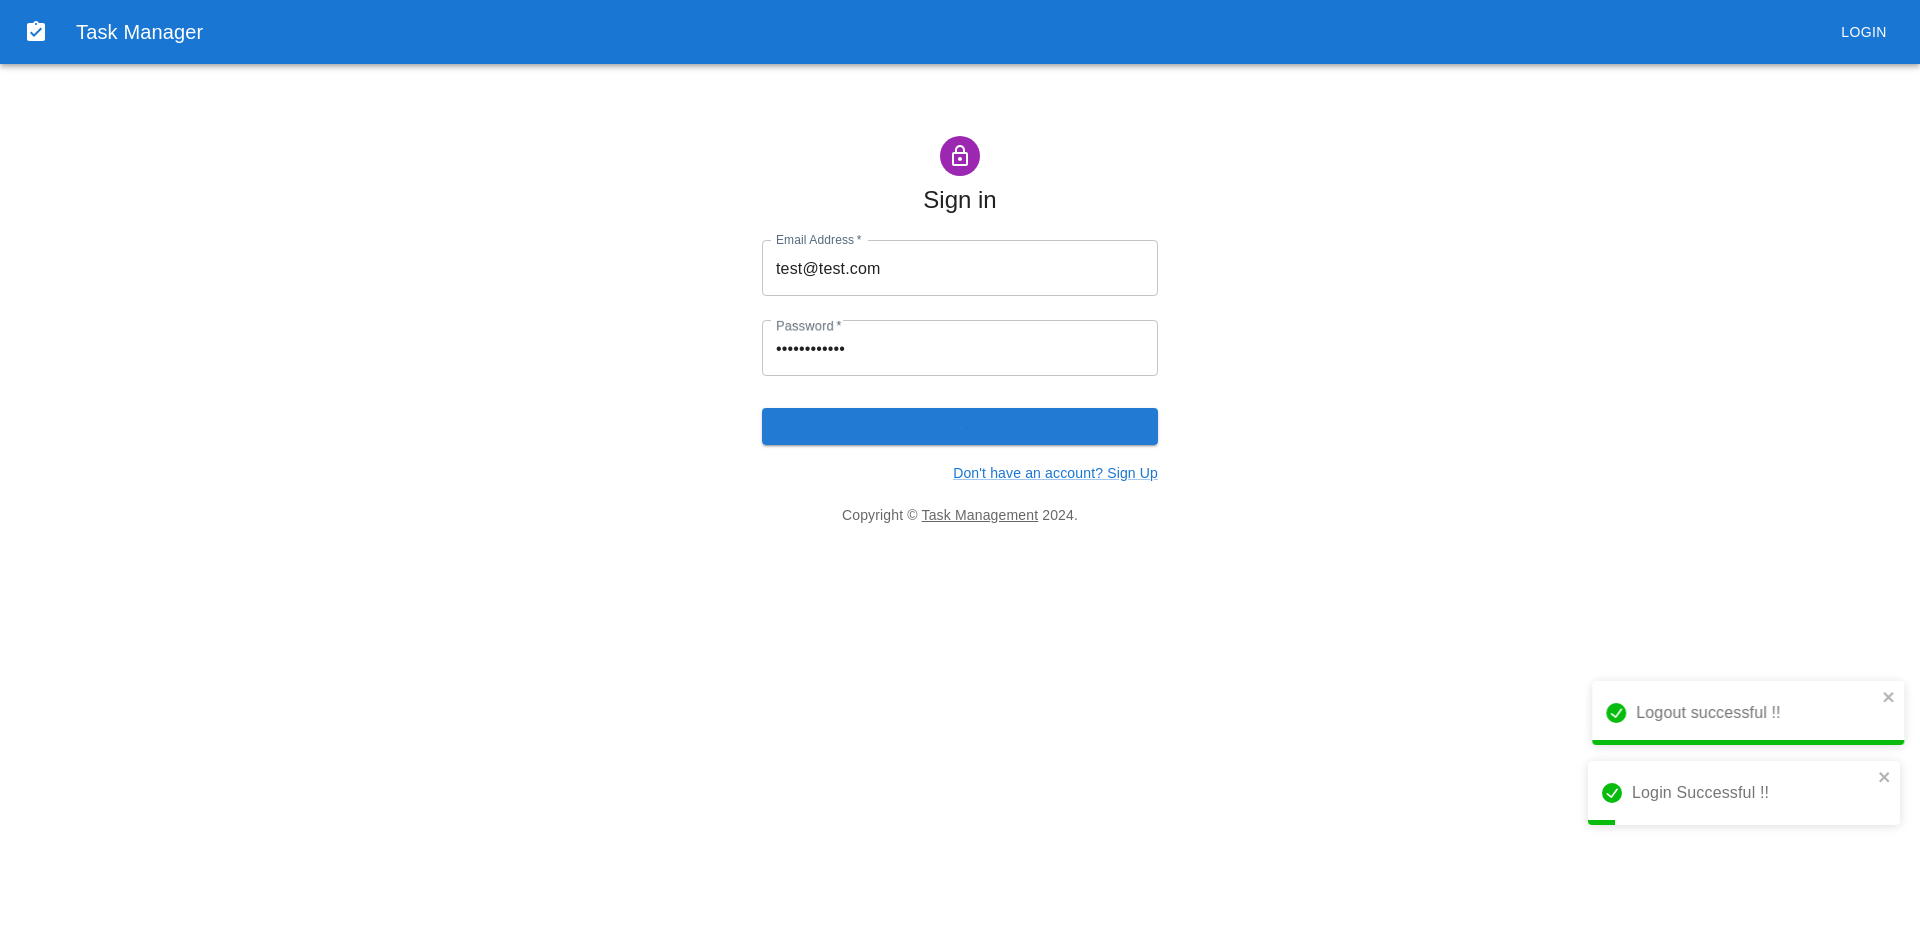 Task Manager
LOGIN
Sign in
Email Address *
test@test.com
Password *
••••••••••••
Don't have an account? Sign Up
Copyright © Task Management 2024.
Logout successful !!
Login Successful !!